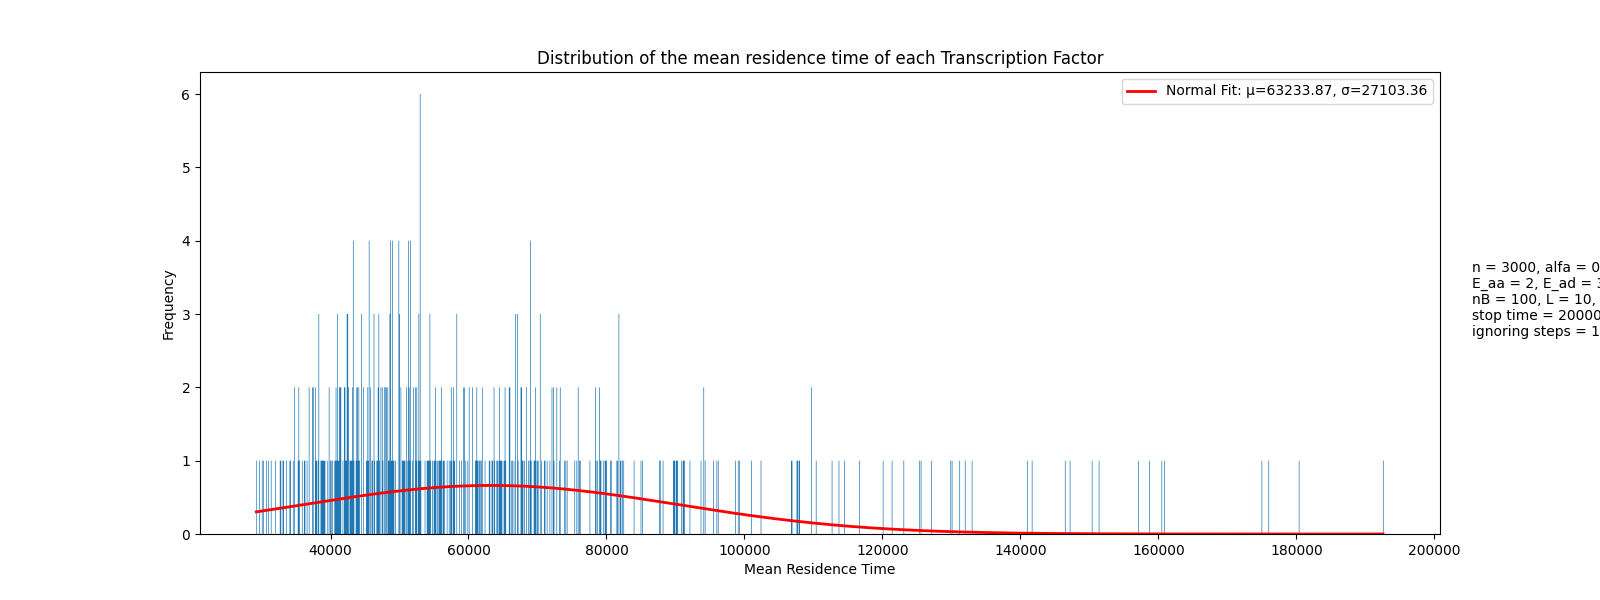 Distribution of the mean residence time of each Transcription Factor
Normal Fit: μ=63233.87, σ=27103.36
Frequency
6
5
4
3
2
1
0
40000 60000 80000 100000 120000 140000 160000 180000 200000
Mean Residence Time
n = 3000, alfa = 0
E_aa = 2, E_ad = 3
nB = 100, L = 10,
stop time = 20000
ignoring steps = 1